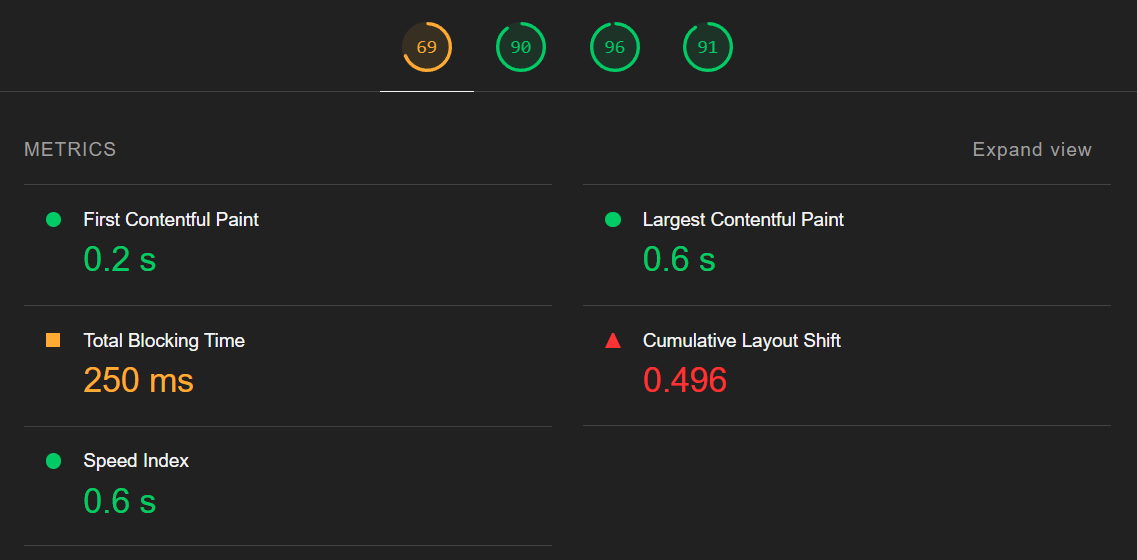 69 90 96 91
METRICS Expand view
First Contentful Paint Largest Contentful Paint
0.2 s 0.6 s
Total Blocking Time Cumulative Layout Shift
250 ms 0.496
Speed Index
0.6 s